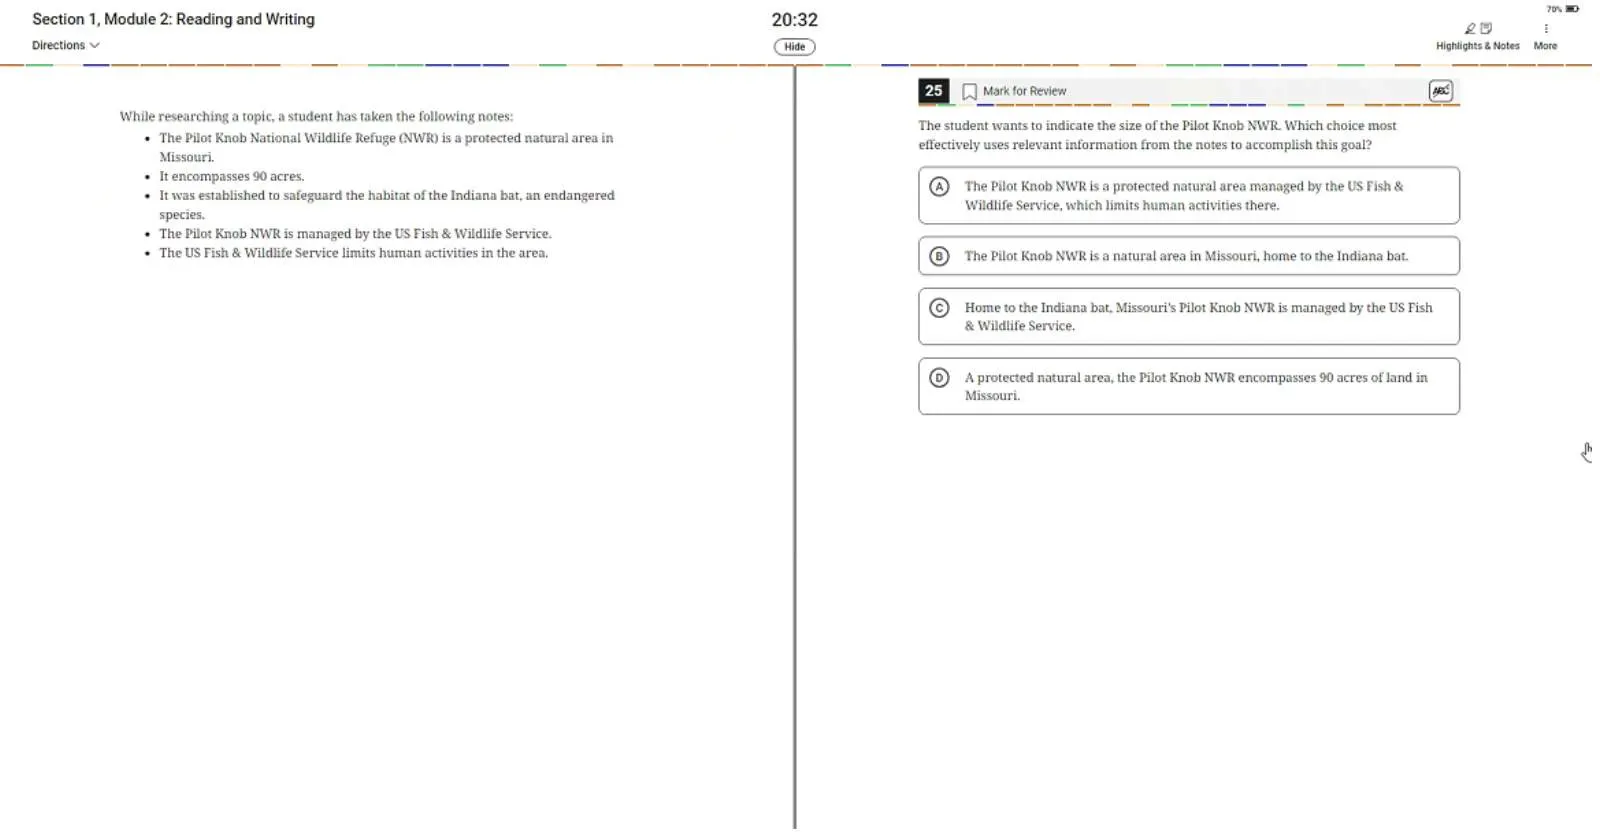 Section 1, Module 2: Reading and Writing
Directions
20:32
Hide
70%
Highlights & Notes
More
While researching a topic, a student has taken the following notes:
• The Pilot Knob National Wildlife Refuge (NWR) is a protected natural area in
Missouri.
• It encompasses 90 acres.
• It was established to safeguard the habitat of the Indiana bat, an endangered
species.
• The Pilot Knob NWR is managed by the US Fish & Wildlife Service.
• The US Fish & Wildlife Service limits human activities in the area.
25
Mark for Review
ABC
The student wants to indicate the size of the Pilot Knob NWR. Which choice most
effectively uses relevant information from the notes to accomplish this goal?
A The Pilot Knob NWR is a protected natural area managed by the US Fish &
Wildlife Service, which limits human activities there.
B The Pilot Knob NWR is a natural area in Missouri, home to the Indiana bat.
C Home to the Indiana bat, Missouri's Pilot Knob NWR is managed by the US Fish
& Wildlife Service.
D A protected natural area, the Pilot Knob NWR encompasses 90 acres of land in
Missouri.